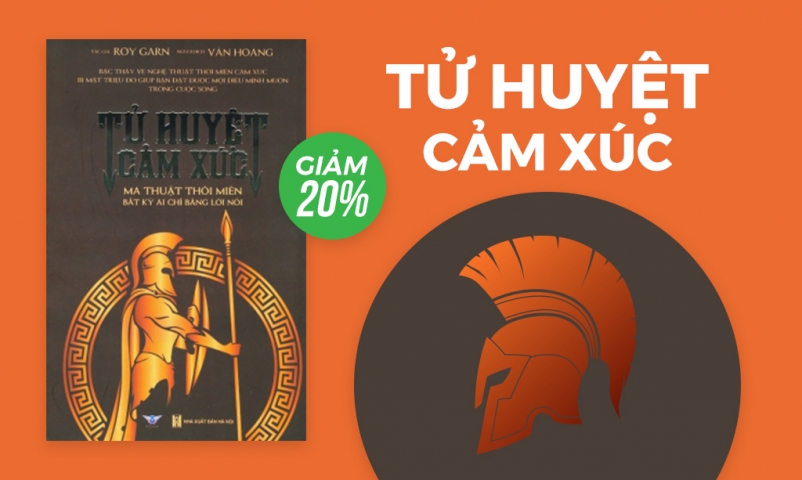 TÁC GIẢ ROY GARN NGƯỜI DỊCH VĂN HOANG
BẬC THẦY VỀ NGHỆ THUẬT THÔI MIÊN CẢM XÚC
BÍ MẬT TRIỆU ĐÔ GIÚP BẠN ĐẠT ĐƯỢC MỌI ĐIỀU MÌNH MUỐN
TRONG CUỘC SỐNG
TỬ HUYỆT
CẢM XÚC
MA THUẬT THÔI MIÊN
BẤT KỲ AI CHỈ BẰNG LỜI NÓI
NHÀ XUẤT BẢN HÀ NỘI
GIẢM
20%
TỬ HUYỆT
CẢM XÚC